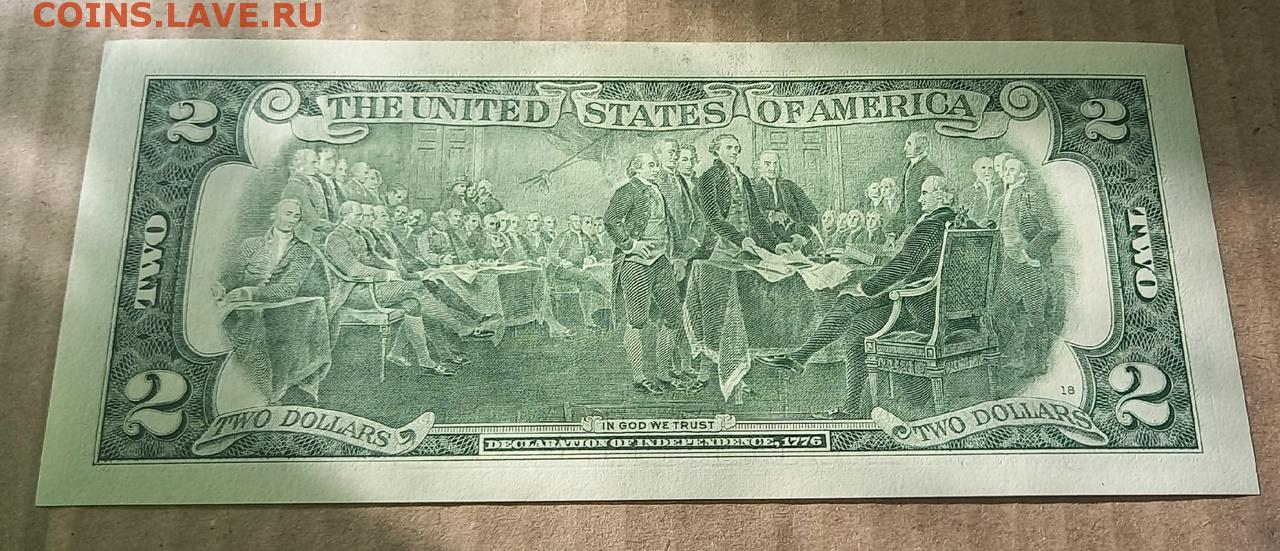 COINS.LAVE.RU
THE UNITED STATES OF AMERICA
2 2
TWO TWO
18
2 2
TWO DOLLARS TWO DOLLARS
IN GOD WE TRUST
DECLARATION OF INDEPENDENCE, 1776